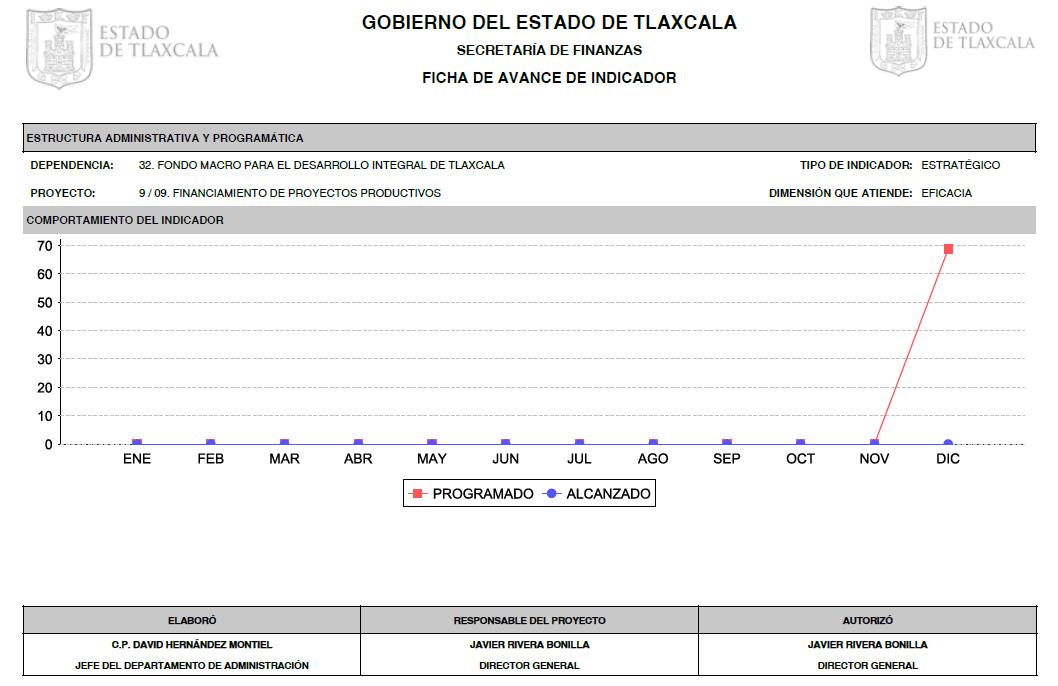 ESTADO
DE TLAXCALA
GOBIERNO DEL ESTADO DE TLAXCALA
SECRETARÍA DE FINANZAS
FICHA DE AVANCE DE INDICADOR
ESTADO
DE TLAXCALA
ESTRUCTURA ADMINISTRATIVA Y PROGRAMÁTICA
DEPENDENCIA: 32. FONDO MACRO PARA EL DESARROLLO INTEGRAL DE TLAXCALA TIPO DE INDICADOR: ESTRATÉGICO
PROYECTO: 9 / 09. FINANCIAMIENTO DE PROYECTOS PRODUCTIVOS DIMENSIÓN QUE ATIENDE: EFICACIA
COMPORTAMIENTO DEL INDICADOR
70
60
50
40
30
20
10
0
ENE FEB MAR ABR MAY JUN JUL AGO SEP OCT NOV DIC
PROGRAMADO ALCANZADO
ELABORÓ RESPONSABLE DEL PROYECTO AUTORIZÓ
C.P. DAVID HERNÁNDEZ MONTIEL JAVIER RIVERA BONILLA JAVIER RIVERA BONILLA
JEFE DEL DEPARTAMENTO DE ADMINISTRACIÓN DIRECTOR GENERAL DIRECTOR GENERAL